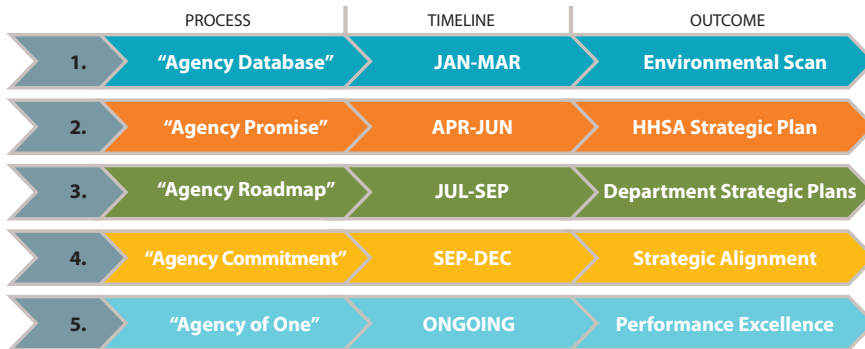 PROCESS TIMELINE OUTCOME
1. “Agency Database” JAN-MAR Environmental Scan
2. “Agency Promise” APR-JUN HHSA Strategic Plan
3. “Agency Roadmap” JUL-SEP Department Strategic Plans
4. “Agency Commitment” SEP-DEC Strategic Alignment
5. “Agency of One” ONGOING Performance Excellence